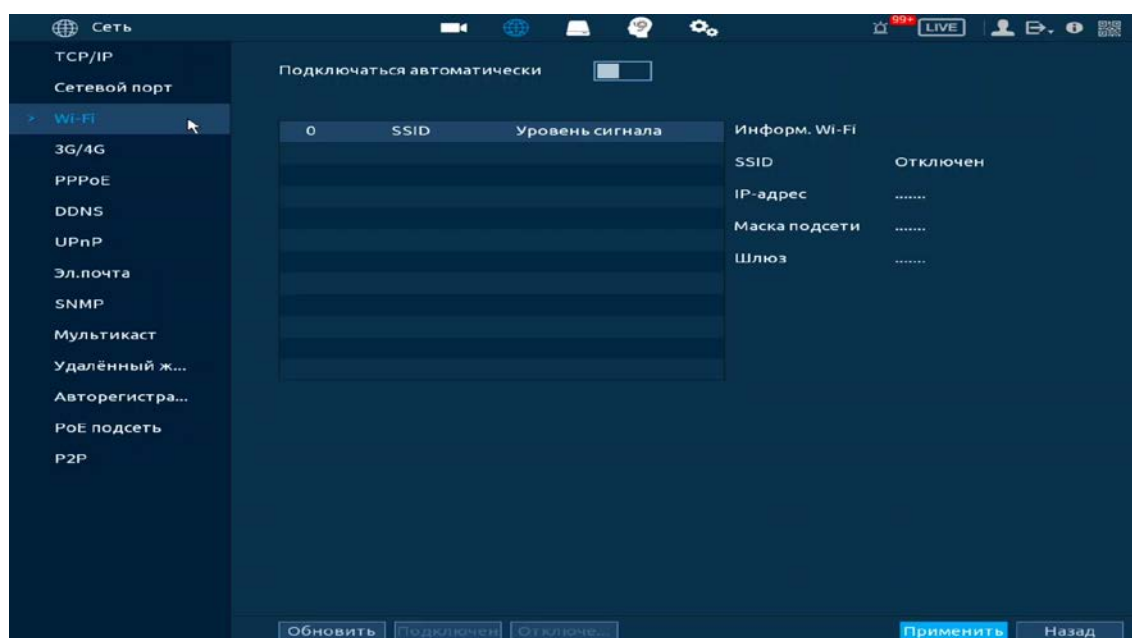 Сеть 99+ LIVE
TCP/IP
Сетевой порт
> Wi-Fi
3G/4G
PPPoE
DDNS
UPnP
Эл.почта
SNMP
Мультикаст
Удалённый ж...
Авторегистра...
PoE подсеть
P2P
Подключаться автоматически
0 SSID Уровень сигнала
Информ. Wi-Fi
SSID Отключен
IP-адрес .......
Маска подсети .......
Шлюз .......
Обновить Подключен Отключе... Применить Назад